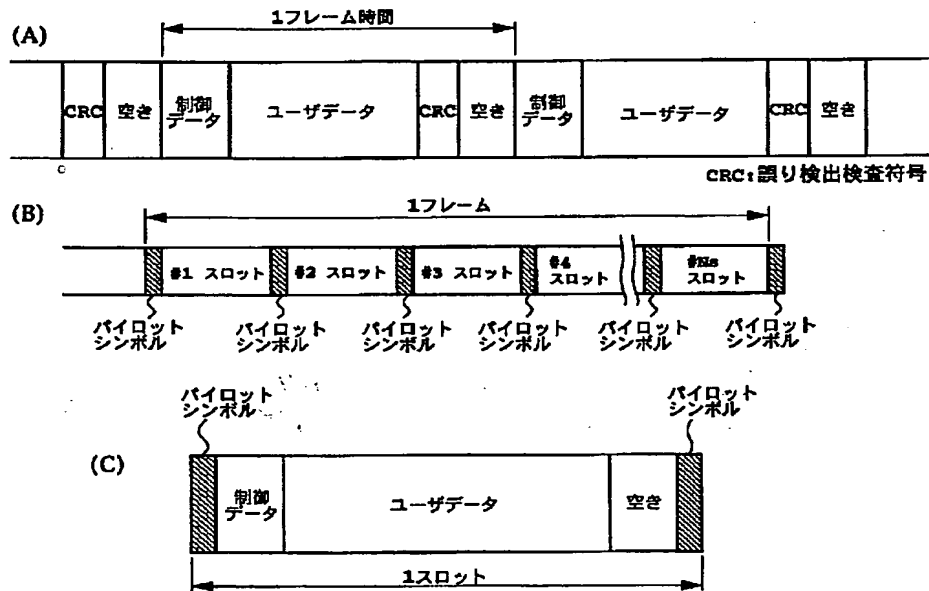 (A)
1フレーム時間
CRC
空き
制御
データ
ユーザデータ
CRC
空き
制御
データ
ユーザデータ
CRC
空き
CRC:誤り検出検査符号
(B)
1フレーム
#1 スロット
#2 スロット
#3 スロット
#4
スロット
#Ns
スロット
パイロット
シンボル
パイロット
シンボル
パイロット
シンボル
パイロット
シンボル
パイロット
シンボル
パイロット
シンボル
パイロット
シンボル
パイロット
シンボル
(C)
制御
データ
ユーザデータ
空き
1スロット